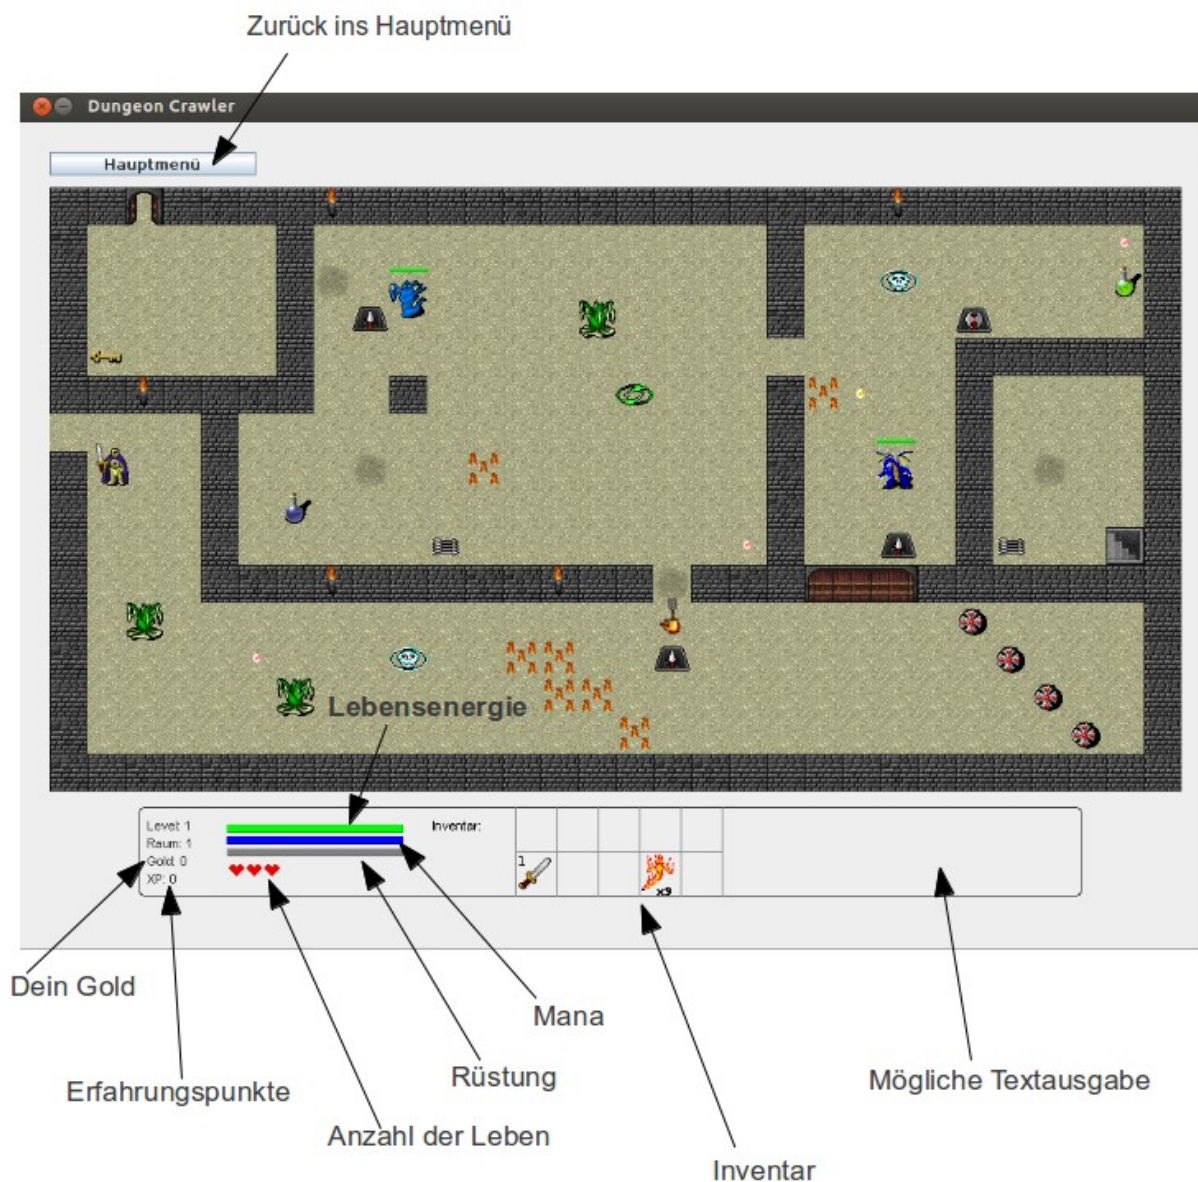 Zurück ins Hauptmenü
Dungeon Crawler
Hauptmenü
Lebensenergie
Level: 1
Raum: 1
Gold: 0
XP: 0
Inventar:
1
x9
Dein Gold
Mana
Rüstung
Mögliche Textausgabe
Erfahrungspunkte
Anzahl der Leben
Inventar